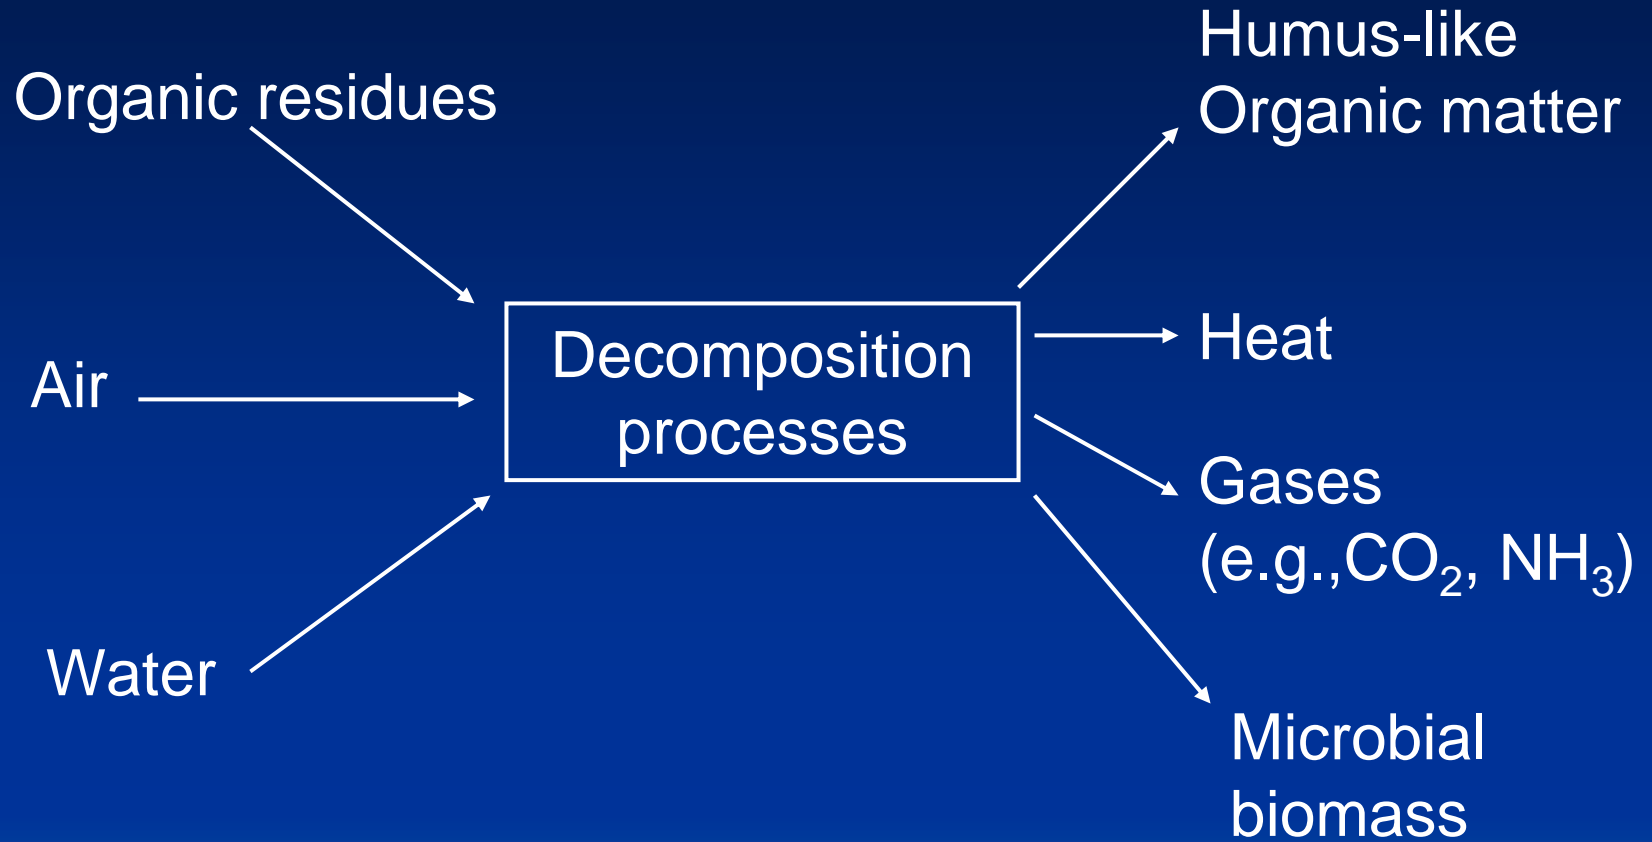 Organic residues
Air
Water
Decomposition
processes
Humus-like
Organic matter
Heat
Gases
(e.g.,CO₂, NH₃)
Microbial
biomass